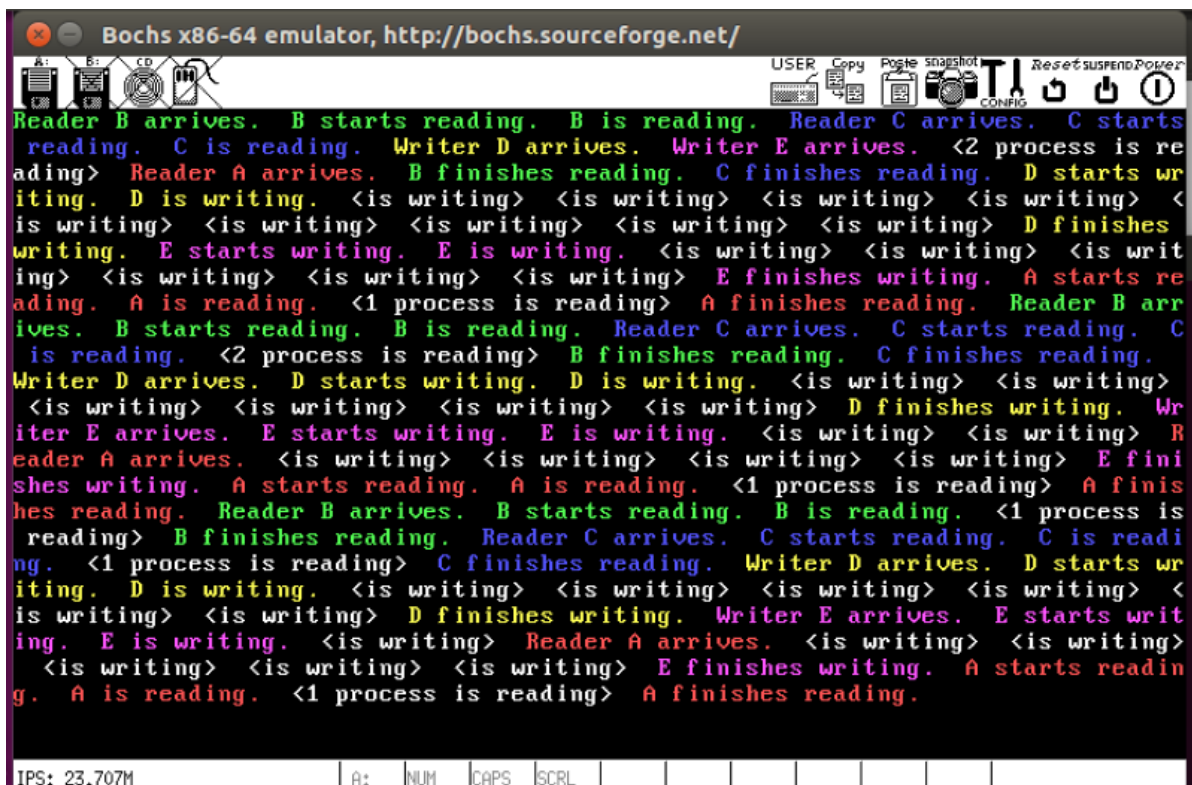 Bochs x86-64 emulator, http://bochs.sourceforge.net/
A: B: CD USER Copy Paste snapshot CONFIG Reset SUSPEND Power
Reader B arrives.  B starts reading.  B is reading.  Reader C arrives.  C starts
 reading.  C is reading.  Writer D arrives.  Writer E arrives.  <2 process is re
ading>  Reader A arrives.  B finishes reading.  C finishes reading.  D starts wr
iting.  D is writing.  <is writing>  <is writing>  <is writing>  <is writing>  <
is writing>  <is writing>  <is writing>  <is writing>  <is writing>  D finishes
writing.  E starts writing.  E is writing.  <is writing>  <is writing>  <is writ
ing>  <is writing>  <is writing>  <is writing>  E finishes writing.  A starts re
ading.  A is reading.  <1 process is reading>  A finishes reading.  Reader B arr
ives.  B starts reading.  B is reading.  Reader C arrives.  C starts reading.  C
 is reading.  <2 process is reading>  B finishes reading.  C finishes reading.
Writer D arrives.  D starts writing.  D is writing.  <is writing>  <is writing>
 <is writing>  <is writing>  <is writing>  <is writing>  D finishes writing.  Wr
iter E arrives.  E starts writing.  E is writing.  <is writing>  <is writing>  R
eader A arrives.  <is writing>  <is writing>  <is writing>  <is writing>  E fini
shes writing.  A starts reading.  A is reading.  <1 process is reading>  A finis
hes reading.  Reader B arrives.  B starts reading.  B is reading.  <1 process is
 reading>  B finishes reading.  Reader C arrives.  C starts reading.  C is readi
ng.  <1 process is reading>  C finishes reading.  Writer D arrives.  D starts wr
iting.  D is writing.  <is writing>  <is writing>  <is writing>  <is writing>  <
is writing>  <is writing>  D finishes writing.  Writer E arrives.  E starts writ
ing.  E is writing.  <is writing>  Reader A arrives.  <is writing>  <is writing>
  <is writing>  <is writing>  <is writing>  E finishes writing.  A starts readin
g.  A is reading.  <1 process is reading>  A finishes reading.
IPS: 23.707M A: NUM CAPS SCRL